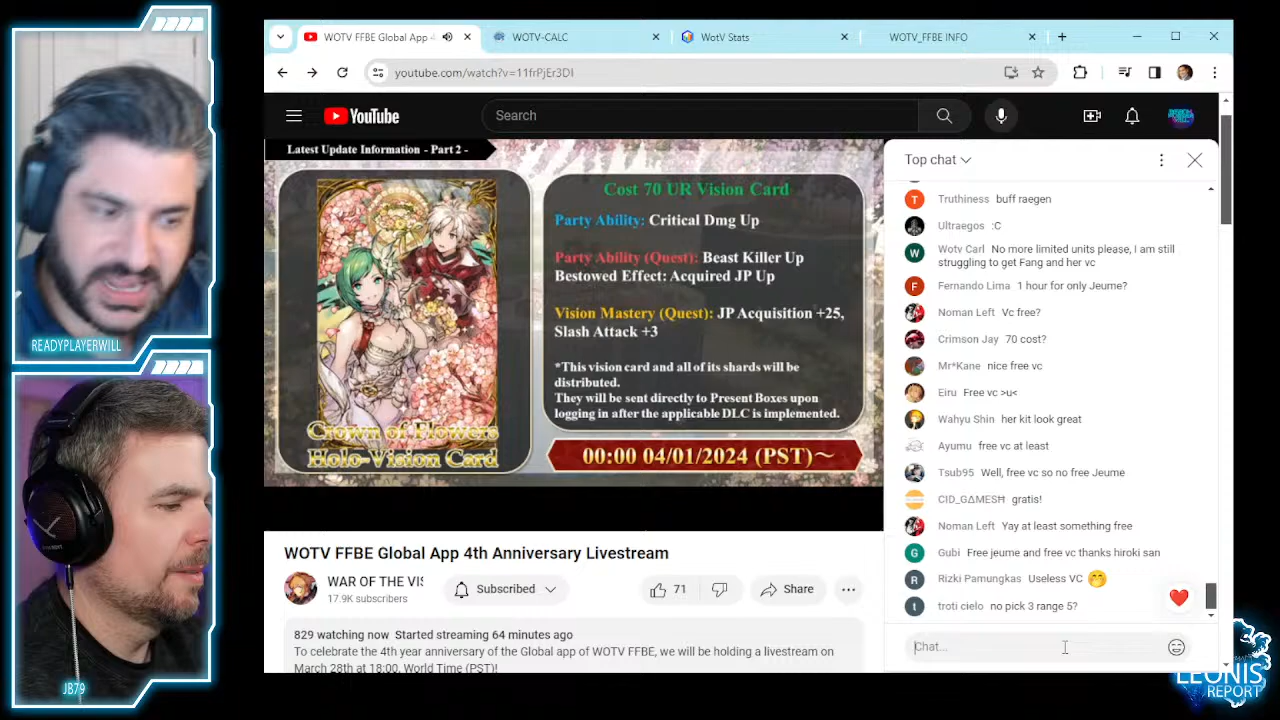 READYPLAYERWILL
JB79
WOTV FFBE Global App 4
WOTV-CALC
WotV Stats
WOTV_FFBE INFO
youtube.com/watch?v=11frPjEr3DI
YouTube
Search
Latest Update Information - Part 2 -
Crown of Flowers
Holo-Vision Card
Cost 70 UR Vision Card
Party Ability: Critical Dmg Up
Party Ability (Quest): Beast Killer Up
Bestowed Effect: Acquired JP Up
Vision Mastery (Quest): JP Acquisition +25,
Slash Attack +3
*This vision card and all of its shards will be
distributed.
They will be sent directly to Present Boxes upon
logging in after the applicable DLC is implemented.
00:00 04/01/2024 (PST)～
Top chat
T Truthiness buff raegen
Ultraegos :C
W Wotv Carl No more limited units please, I am still
struggling to get Fang and her vc
F Fernando Lima 1 hour for only Jeume?
Noman Left Vc free?
Crimson Jay 70 cost?
Mr*Kane nice free vc
Eiru Free vc >u<
Wahyu Shin her kit look great
Ayumu free vc at least
Tsub95 Well, free vc so no free Jeume
CID_GΔMESĦ gratis!
Noman Left Yay at least something free
G Gubi Free jeume and free vc thanks hiroki san
R Rizki Pamungkas Useless VC
t troti cielo no pick 3 range 5?
Chat...
WOTV FFBE Global App 4th Anniversary Livestream
WAR OF THE VIS
17.9K subscribers
Subscribed
71
Share
829 watching now Started streaming 64 minutes ago
To celebrate the 4th year anniversary of the Global app of WOTV FFBE, we will be holding a livestream on
March 28th at 18:00, World Time (PST)!
LEONIS
REPORT